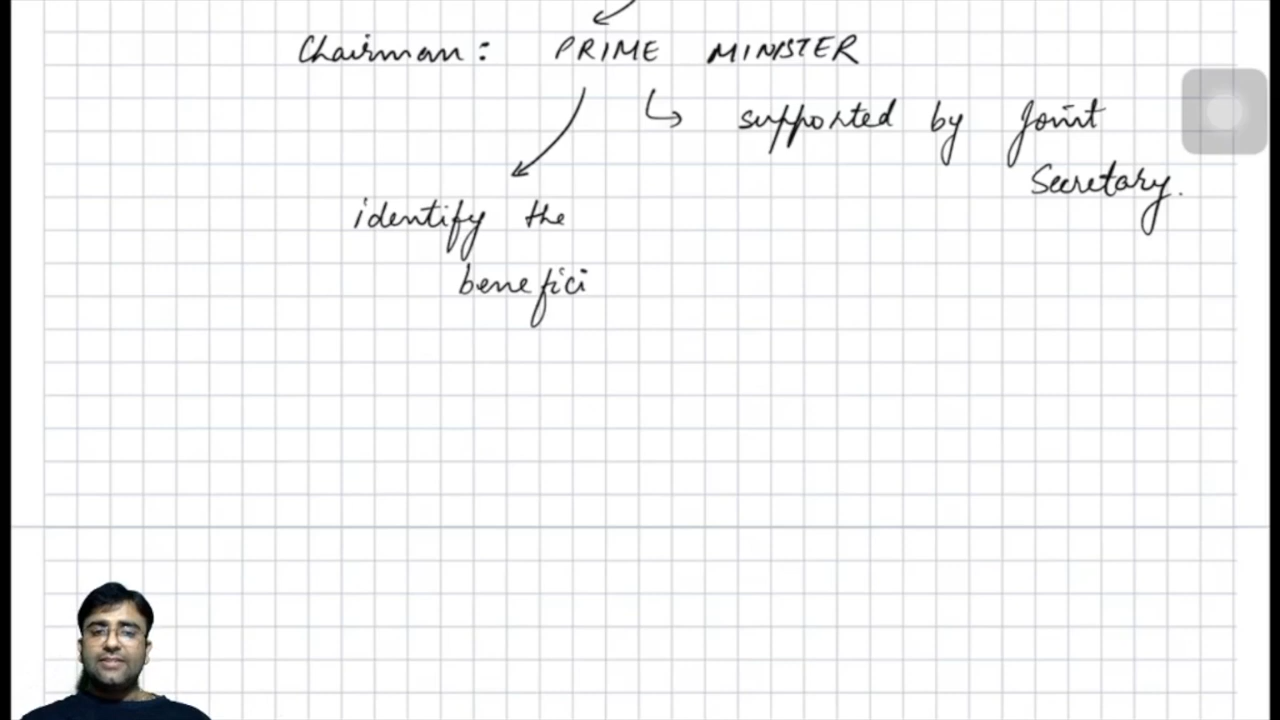 Chairman: PRIME MINISTER
supported by Joint
Secretary.
identify the
benefici